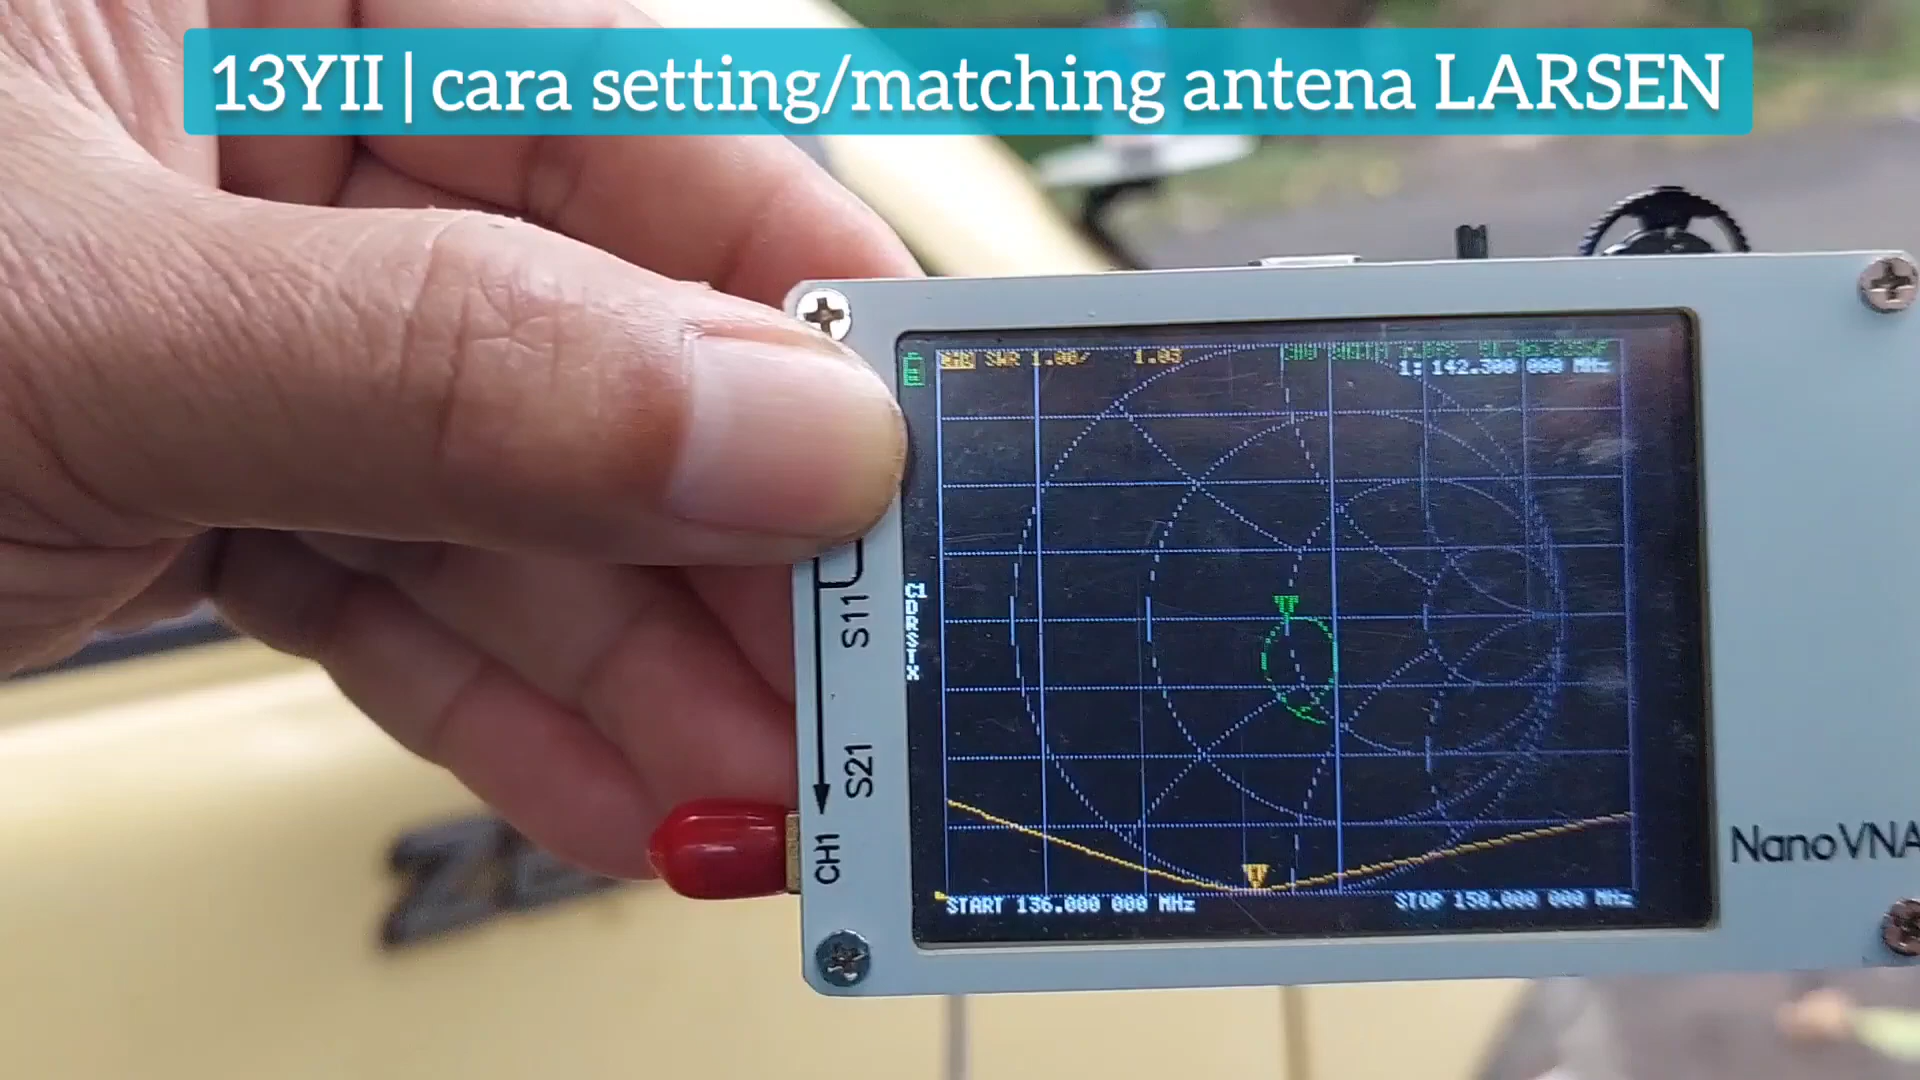 13YII | cara setting/matching antena LARSEN
SWR 1.00/ 1.03
1: 142.300 000 MHz
C1
D
R
S
T
X
S11
S21
CH1
START 136.000 000 MHz
STOP 150.000 000 MHz
NanoVNA